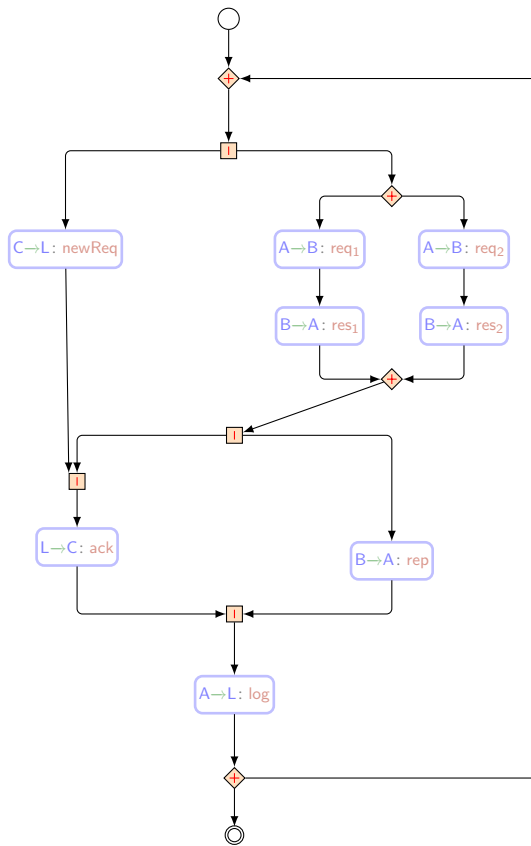 +
|
+
C→L: newReq
A→B: req₁
A→B: req₂
B→A: res₁
B→A: res₂
+
|
|
L→C: ack
B→A: rep
|
A→L: log
+